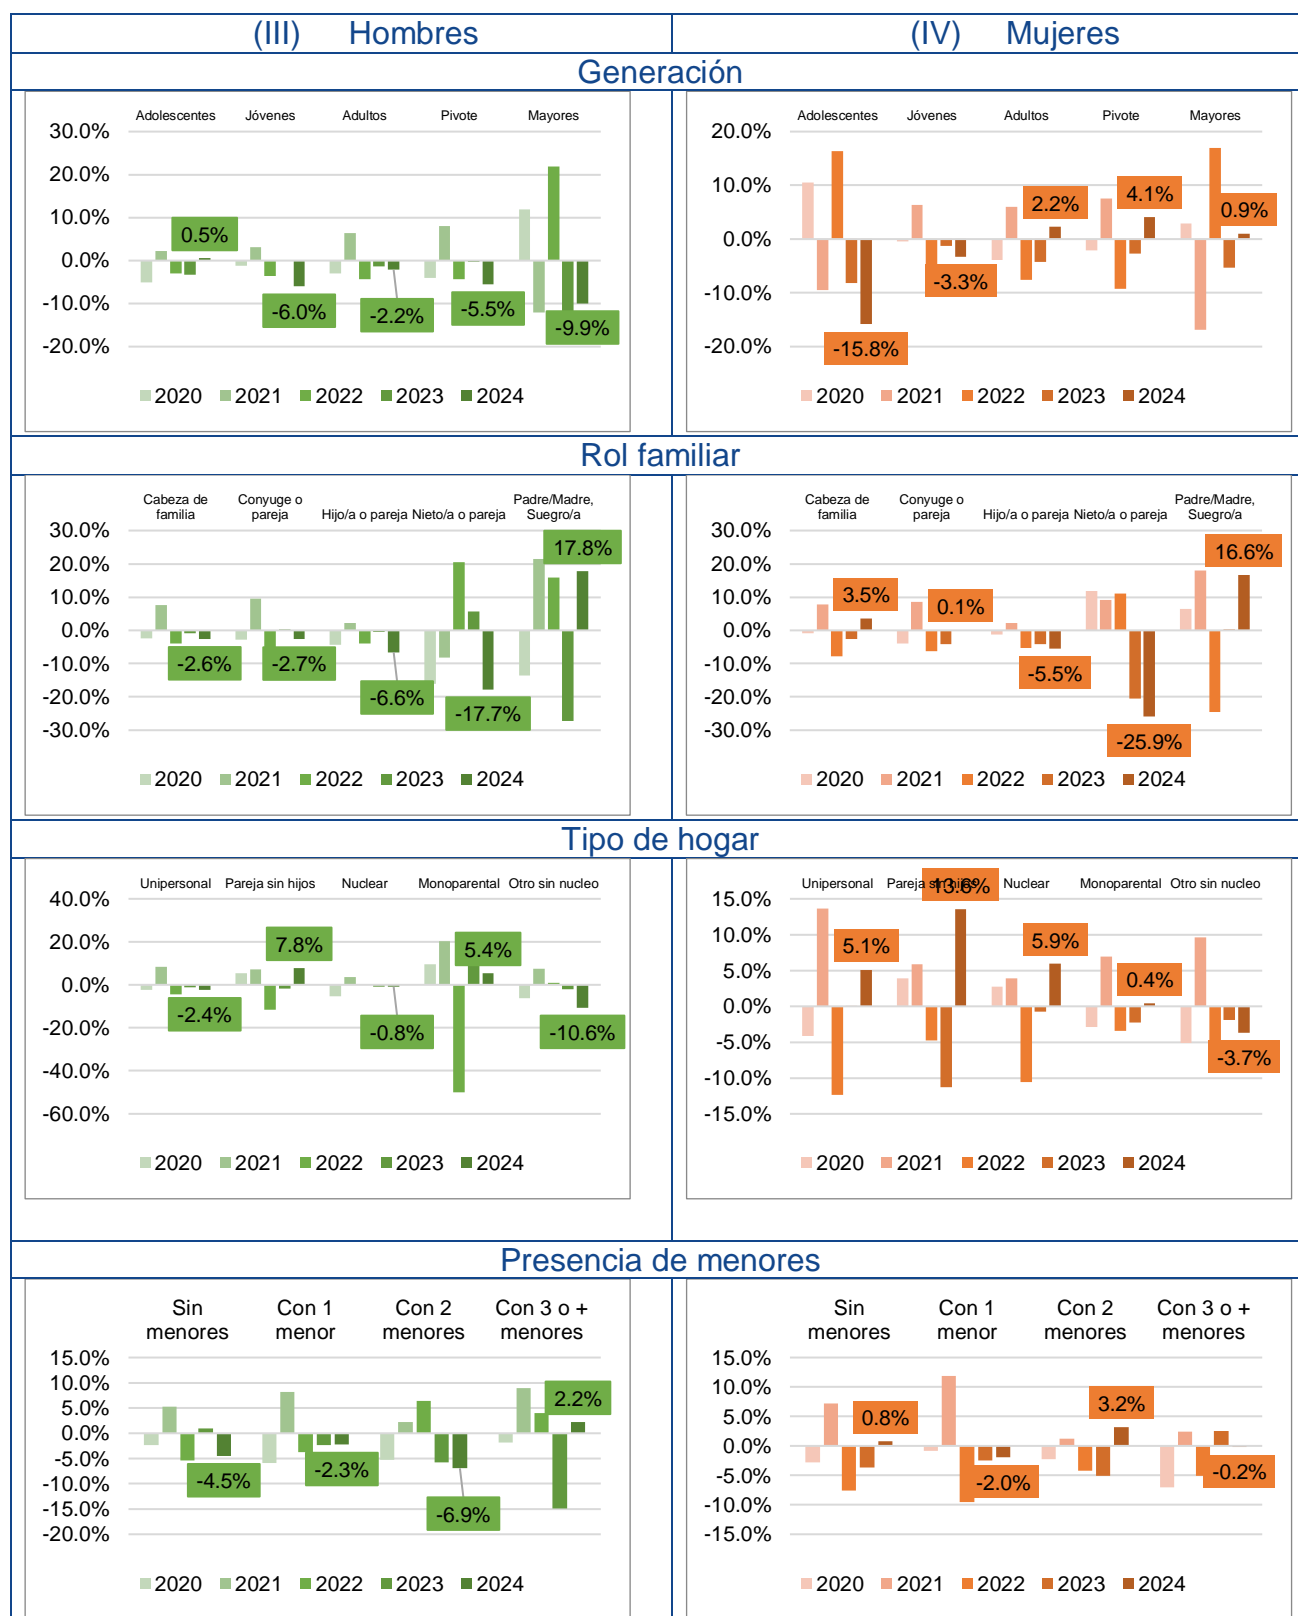 (III) Hombres
(IV) Mujeres
Generación
Adolescentes Jóvenes Adultos Pivote Mayores
30.0%
20.0%
10.0%
0.0%
-10.0%
-20.0%
0.5%
-6.0%
-2.2%
-5.5%
-9.9%
2020 2021 2022 2023 2024
Adolescentes Jóvenes Adultos Pivote Mayores
20.0%
10.0%
0.0%
-10.0%
-20.0%
-15.8%
-3.3%
2.2%
4.1%
0.9%
2020 2021 2022 2023 2024
Rol familiar
Cabeza de familia
Conyuge o pareja
Hijo/a o pareja
Nieto/a o pareja
Padre/Madre, Suegro/a
30.0%
20.0%
10.0%
0.0%
-10.0%
-20.0%
-30.0%
-2.6%
-2.7%
-6.6%
-17.7%
17.8%
2020 2021 2022 2023 2024
Cabeza de familia
Conyuge o pareja
Hijo/a o pareja
Nieto/a o pareja
Padre/Madre, Suegro/a
30.0%
20.0%
10.0%
0.0%
-10.0%
-20.0%
-30.0%
3.5%
0.1%
-5.5%
-25.9%
16.6%
2020 2021 2022 2023 2024
Tipo de hogar
Unipersonal Pareja sin hijos Nuclear Monoparental Otro sin nucleo
40.0%
20.0%
0.0%
-20.0%
-40.0%
-60.0%
-2.4%
7.8%
-0.8%
5.4%
-10.6%
2020 2021 2022 2023 2024
Unipersonal Pareja sin hijos Nuclear Monoparental Otro sin nucleo
15.0%
10.0%
5.0%
0.0%
-5.0%
-10.0%
-15.0%
5.1%
13.6%
5.9%
0.4%
-3.7%
2020 2021 2022 2023 2024
Presencia de menores
Sin menores
Con 1 menor
Con 2 menores
Con 3 o + menores
15.0%
10.0%
5.0%
0.0%
-5.0%
-10.0%
-15.0%
-20.0%
-4.5%
-2.3%
-6.9%
2.2%
2020 2021 2022 2023 2024
Sin menores
Con 1 menor
Con 2 menores
Con 3 o + menores
15.0%
10.0%
5.0%
0.0%
-5.0%
-10.0%
-15.0%
0.8%
-2.0%
3.2%
-0.2%
2020 2021 2022 2023 2024